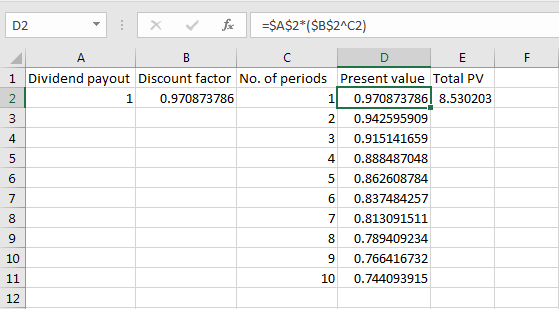 D2 fx =$A$2*($B$2^C2)
A B C D E F
1 Dividend payout Discount factor No. of periods Present value Total PV
2 1 0.970873786 1 0.970873786 8.530203
3 2 0.942595909
4 3 0.915141659
5 4 0.888487048
6 5 0.862608784
7 6 0.837484257
8 7 0.813091511
9 8 0.789409234
10 9 0.766416732
11 10 0.744093915
12